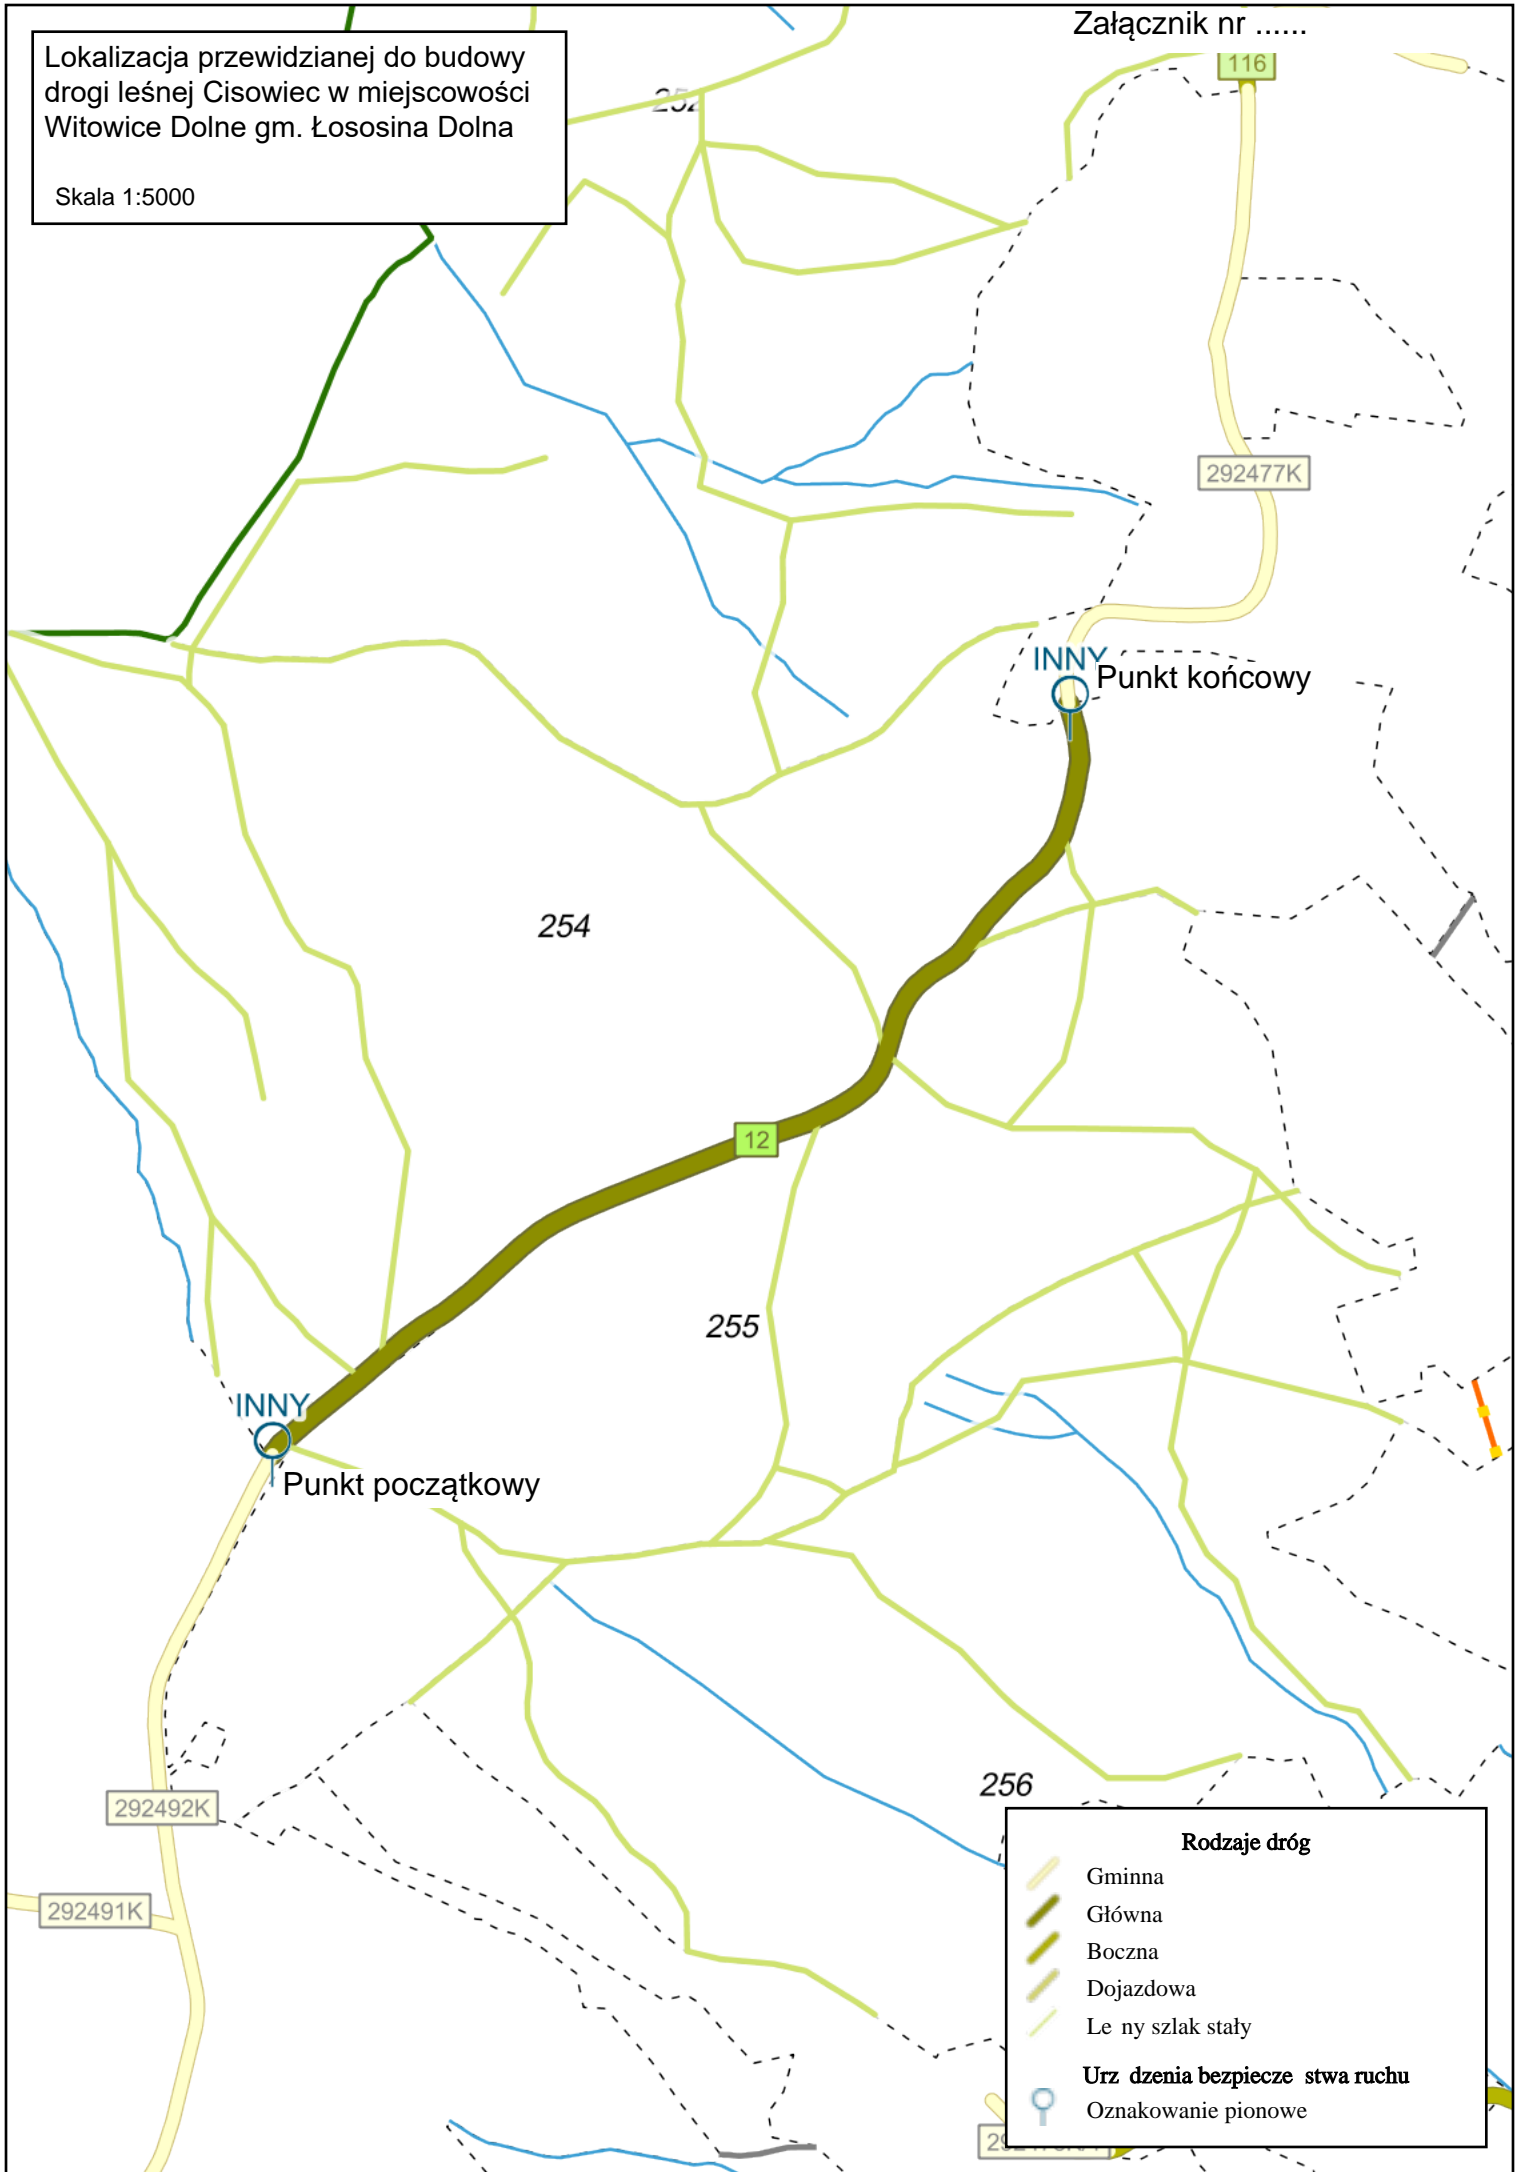 Załącznik nr ......
Lokalizacja przewidzianej do budowy
drogi leśnej Cisowiec w miejscowości
Witowice Dolne gm. Łososina Dolna
Skala 1:5000
116
252
292477K
INNY
Punkt końcowy
254
12
255
INNY
Punkt początkowy
256
292492K
292491K
Rodzaje dróg
Gminna
Główna
Boczna
Dojazdowa
Le ny szlak stały
Urz dzenia bezpiecze stwa ruchu
Oznakowanie pionowe